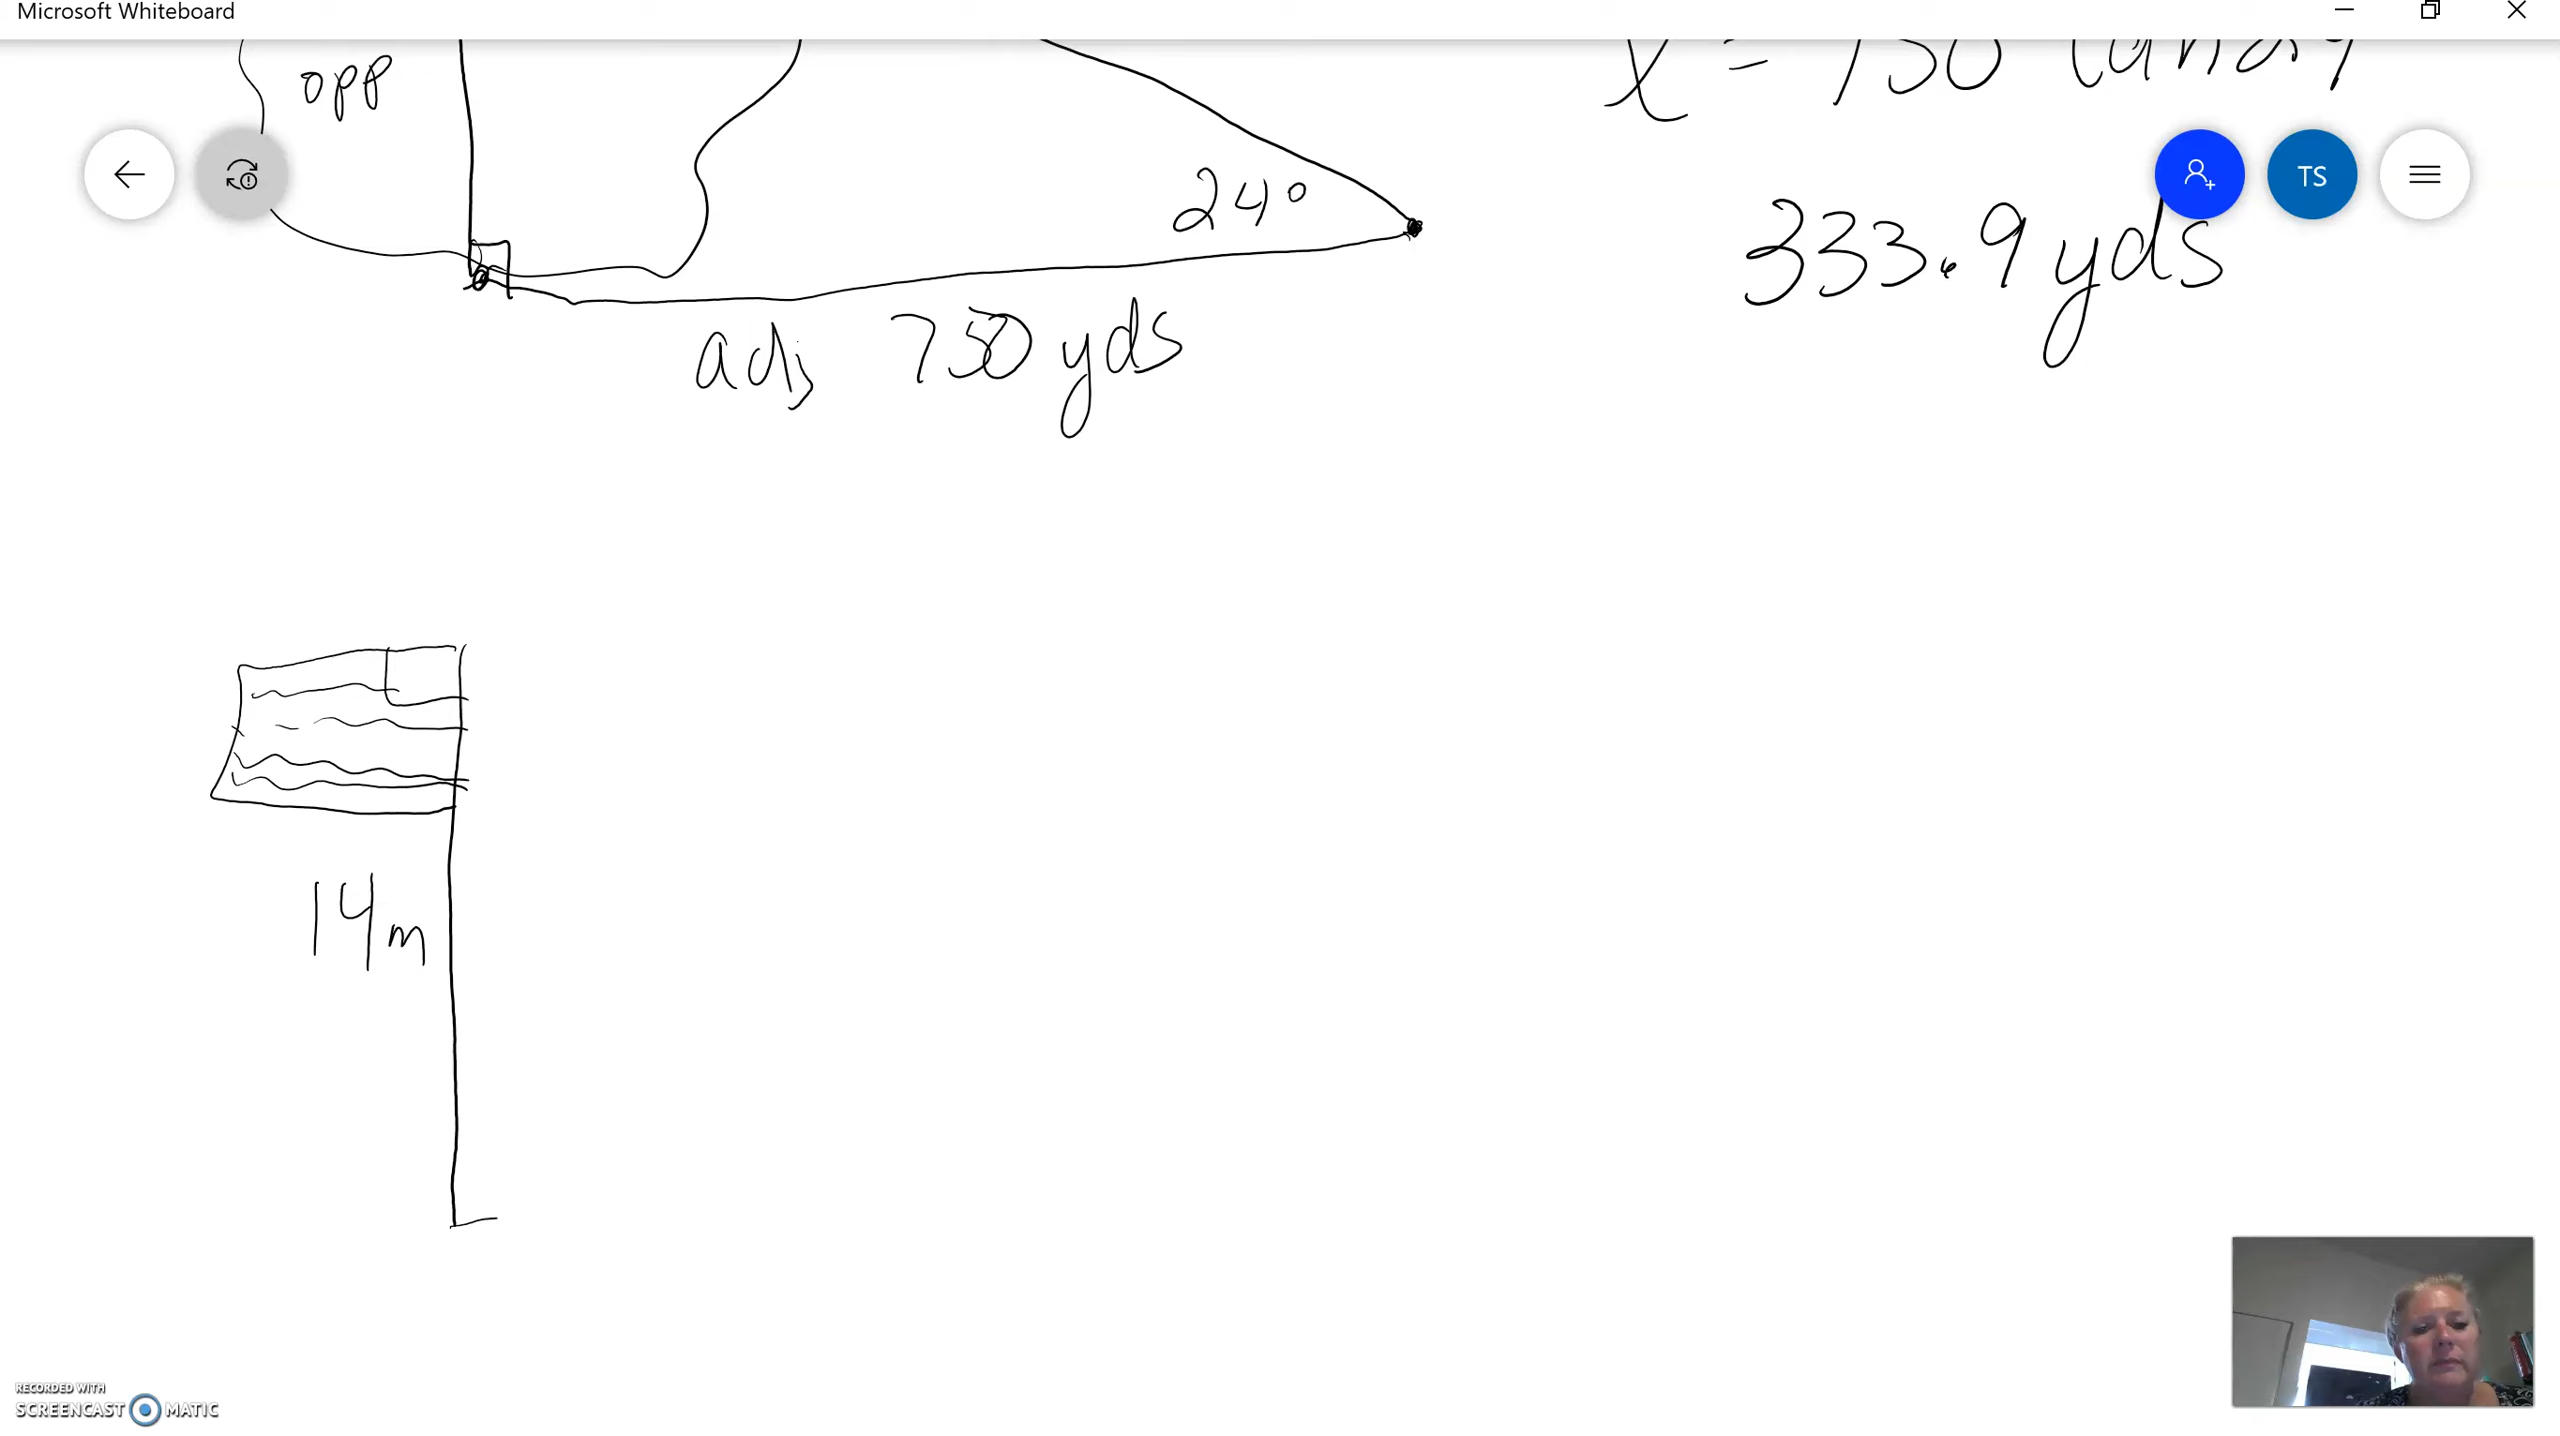 Microsoft Whiteboard
opp
x = 750 tan 24
TS
24°
333.9 yds
adj 750 yds
14m
RECORDED WITH
SCREENCAST MATIC